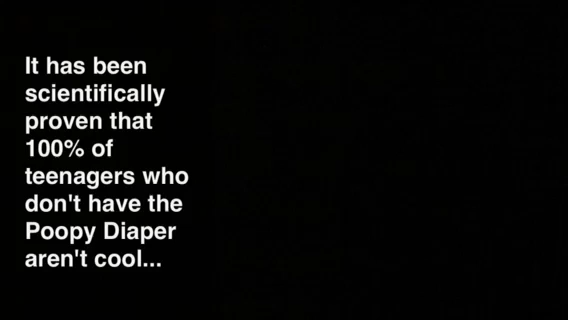 It has been
scientifically
proven that
100% of
teenagers who
don't have the
Poopy Diaper
aren't cool...